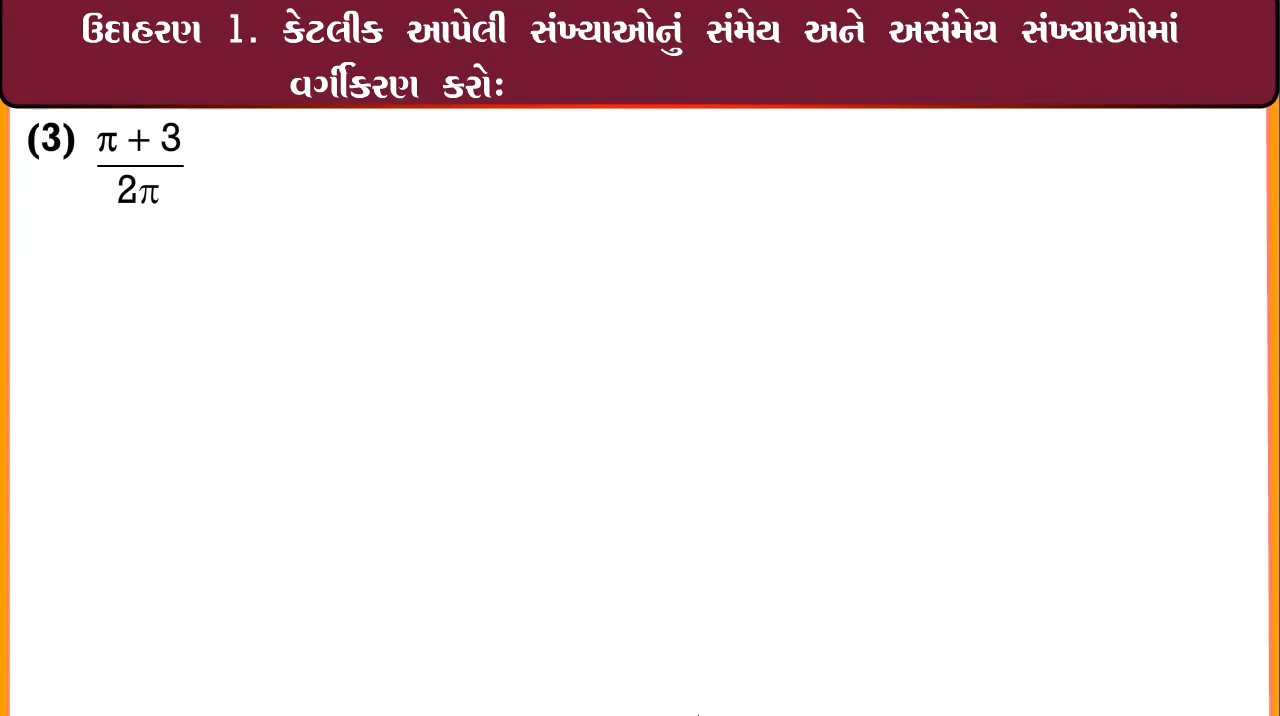 ઉદાહરણ 1. કેટલીક આપેલી સંખ્યાઓનું સંમેય અને અસંમેય સંખ્યાઓમાં
વર્ગીકરણ કરોઃ
(3) π + 3
2π